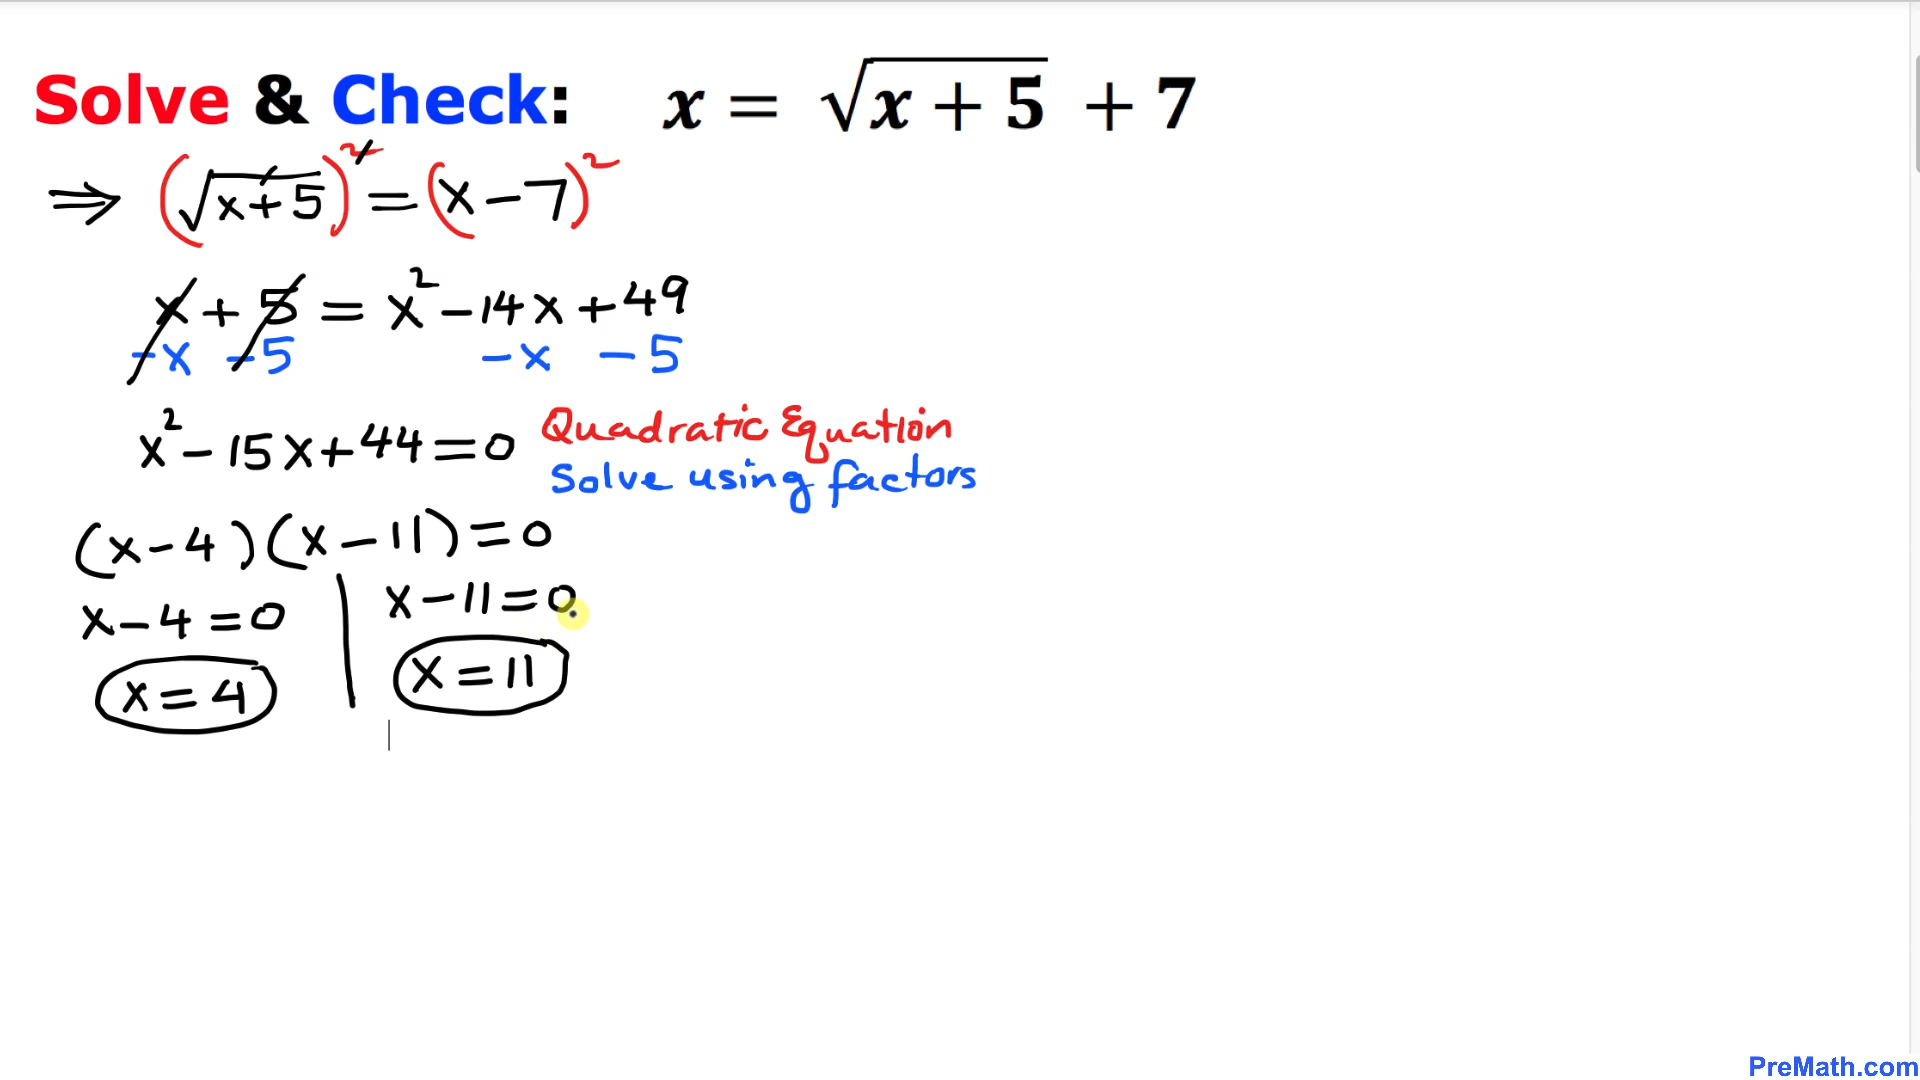 Solve & Check: x = √(x + 5) + 7
⇒ (√x+5)² = (x-7)²
x + 5 = x² -14x +49
-x -5 -x -5
x² - 15x + 44 = 0 Quadratic Equation
Solve using factors
(x-4)(x-11) = 0
x-4 = 0 | x-11 = 0
x = 4 | x = 11
PreMath.com